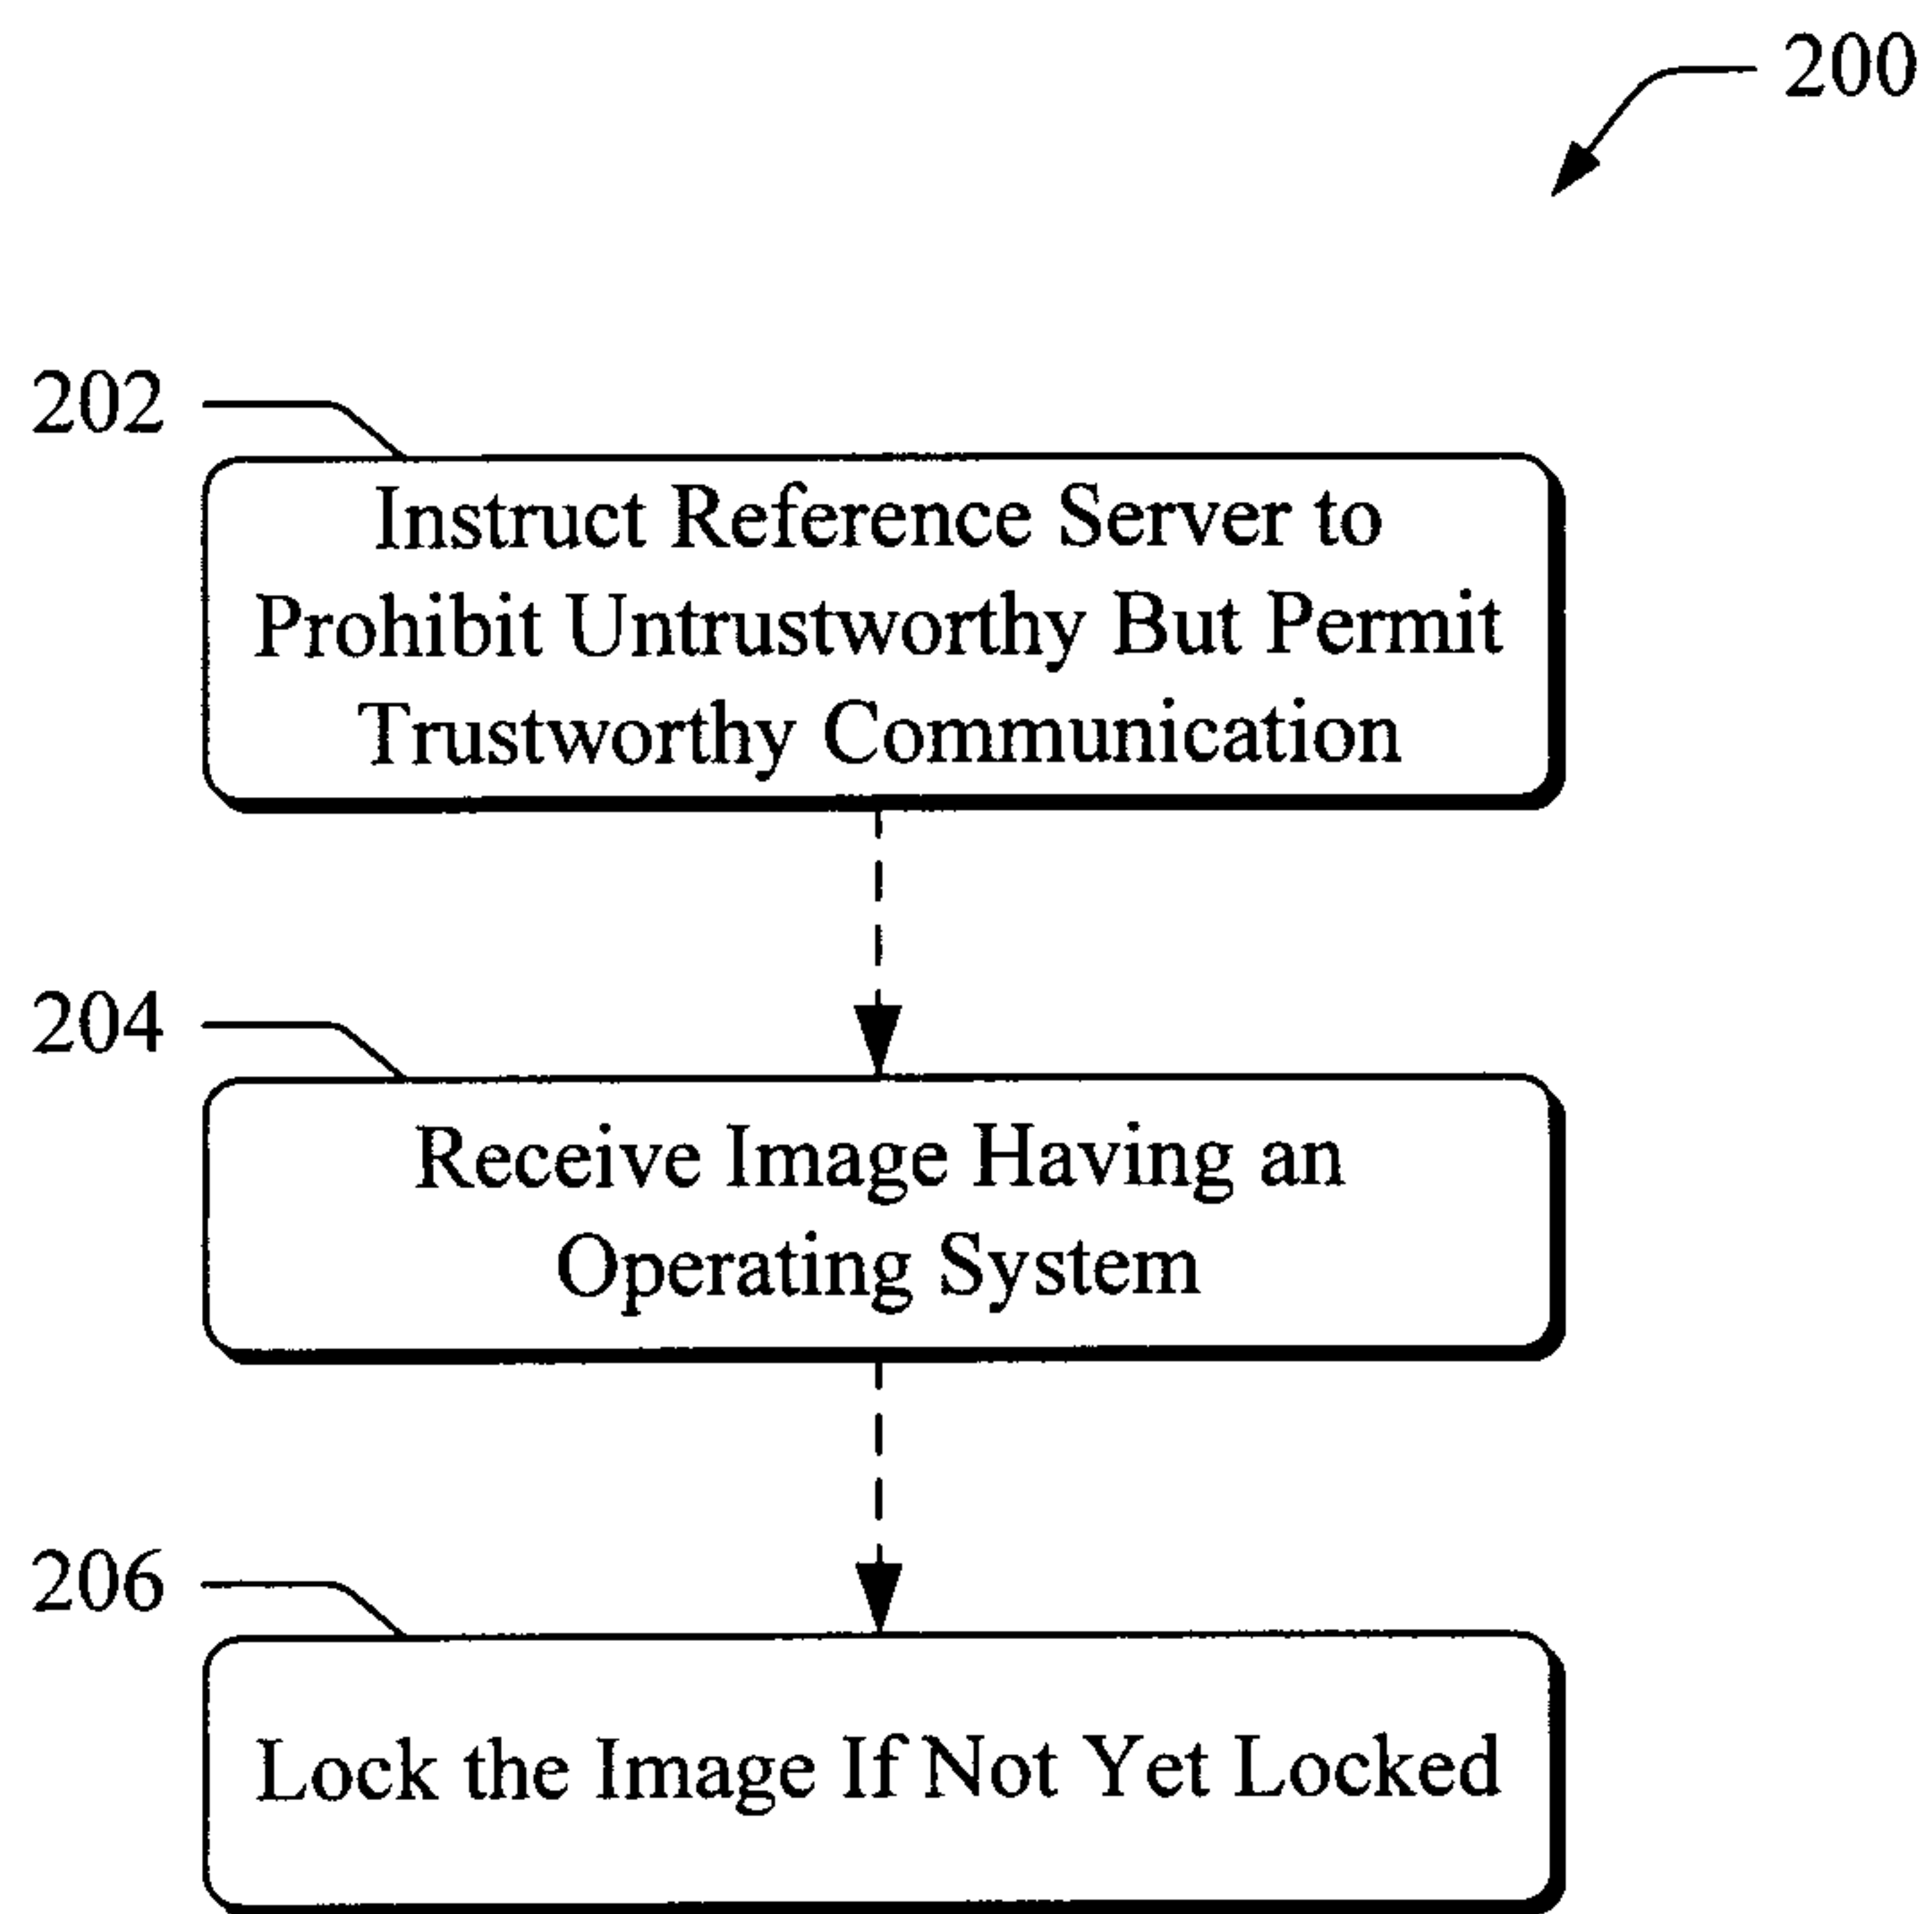 200
202
Instruct Reference Server to
Prohibit Untrustworthy But Permit
Trustworthy Communication
204
Receive Image Having an
Operating System
206
Lock the Image If Not Yet Locked